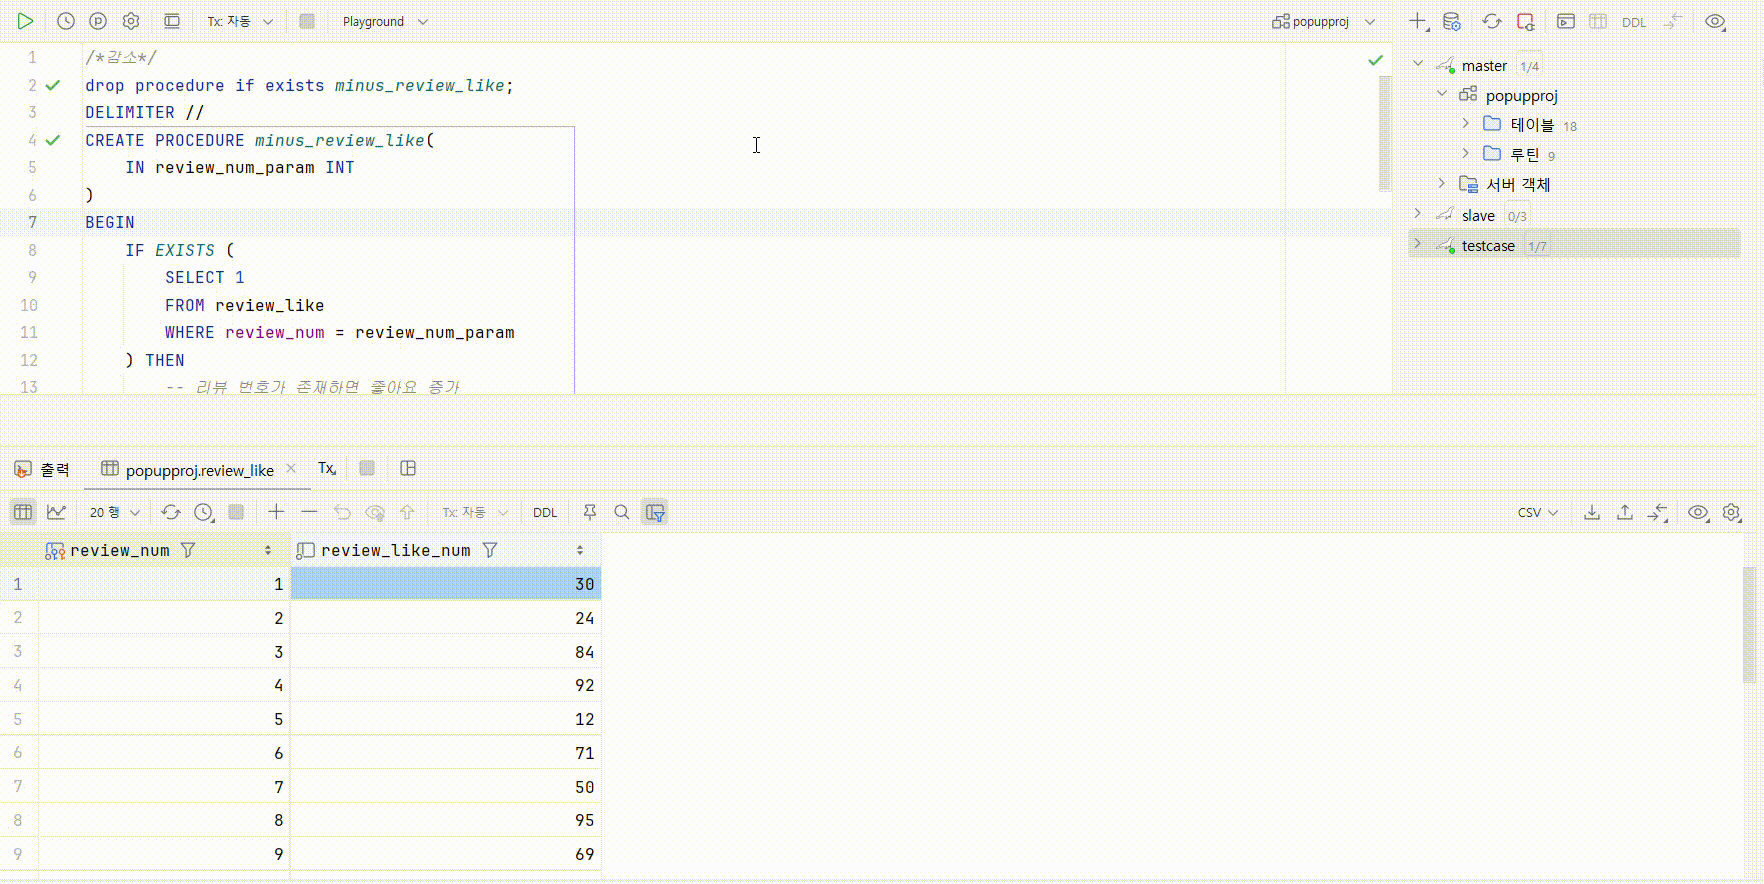 Tx: 자동 Playground popupproj DDL
1 /*감소*/
2 drop procedure if exists minus_review_like;
3 DELIMITER //
4 CREATE PROCEDURE minus_review_like(
5 IN review_num_param INT
6 )
7 BEGIN
8 IF EXISTS (
9 SELECT 1
10 FROM review_like
11 WHERE review_num = review_num_param
12 ) THEN
13 -- 리뷰 번호가 존재하면 좋아요 증가
master 1/4
popupproj
테이블 18
루틴 9
서버 객체
slave 0/3
testcase 1/7
출력 popupproj.review_like Tx
20 행 Tx: 자동 DDL CSV
review_num review_like_num
1 1 30
2 2 24
3 3 84
4 4 92
5 5 12
6 6 71
7 7 50
8 8 95
9 9 69